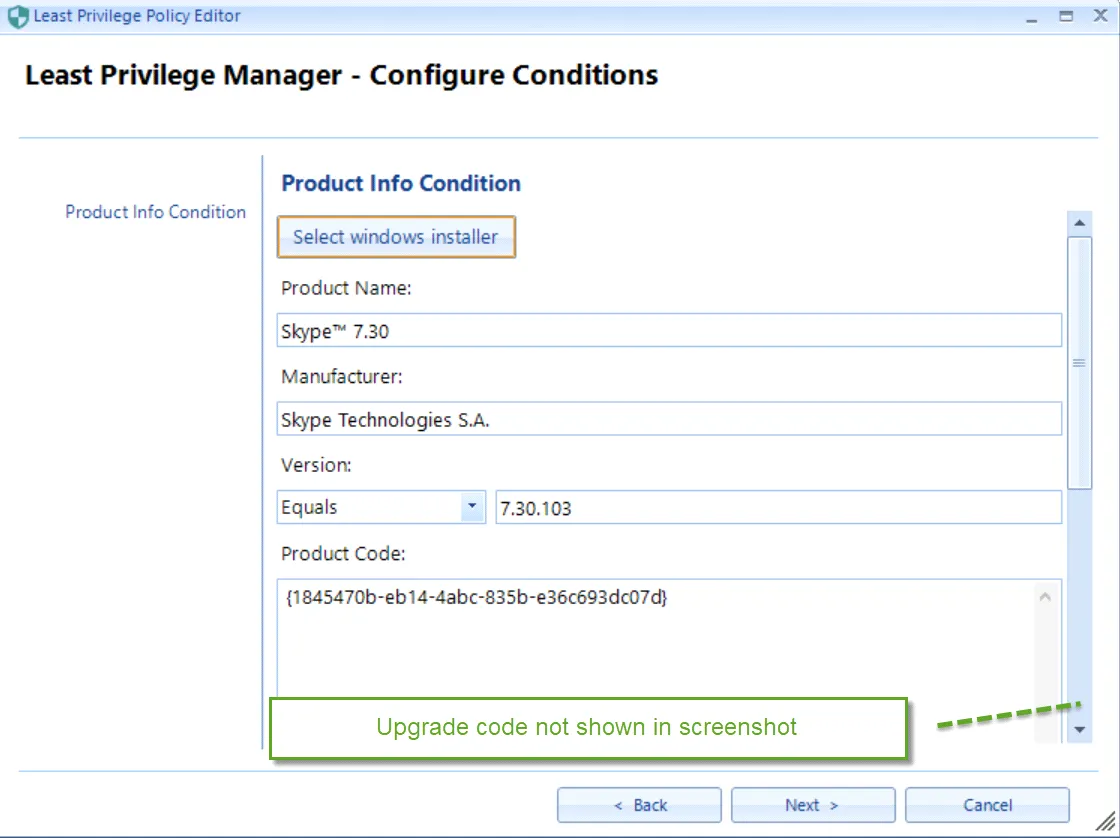 Least Privilege Policy Editor
Least Privilege Manager - Configure Conditions
Product Info Condition
Product Info Condition
Select windows installer
Product Name:
Skype™ 7.30
Manufacturer:
Skype Technologies S.A.
Version:
Equals
7.30.103
Product Code:
{1845470b-eb14-4abc-835b-e36c693dc07d}
Upgrade code not shown in screenshot
< Back
Next >
Cancel